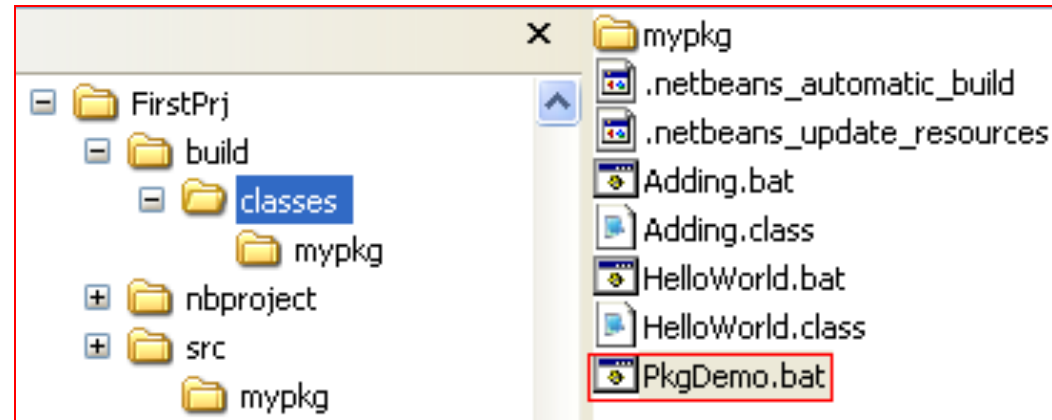 FirstPrj
build
classes
mypkg
nbproject
src
mypkg
mypkg
.netbeans_automatic_build
.netbeans_update_resources
Adding.bat
Adding.class
HelloWorld.bat
HelloWorld.class
PkgDemo.bat